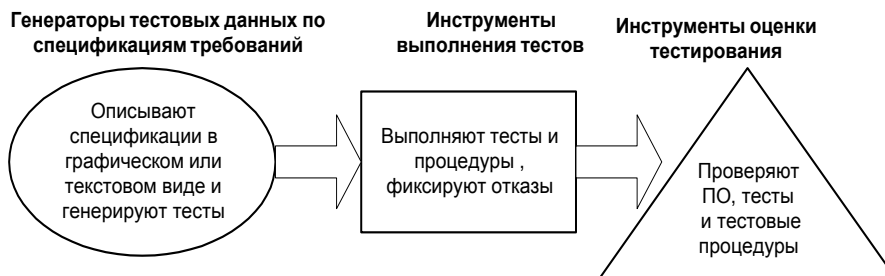 Генераторы тестовых данных по
спецификациям требований
Инструменты
выполнения тестов
Инструменты оценки
тестирования
Описывают
спецификации в
графическом или
текстовом виде и
генерируют тесты
Выполняют тесты и
процедуры ,
фиксируют отказы
Проверяют
ПО, тесты
и тестовые
процедуры